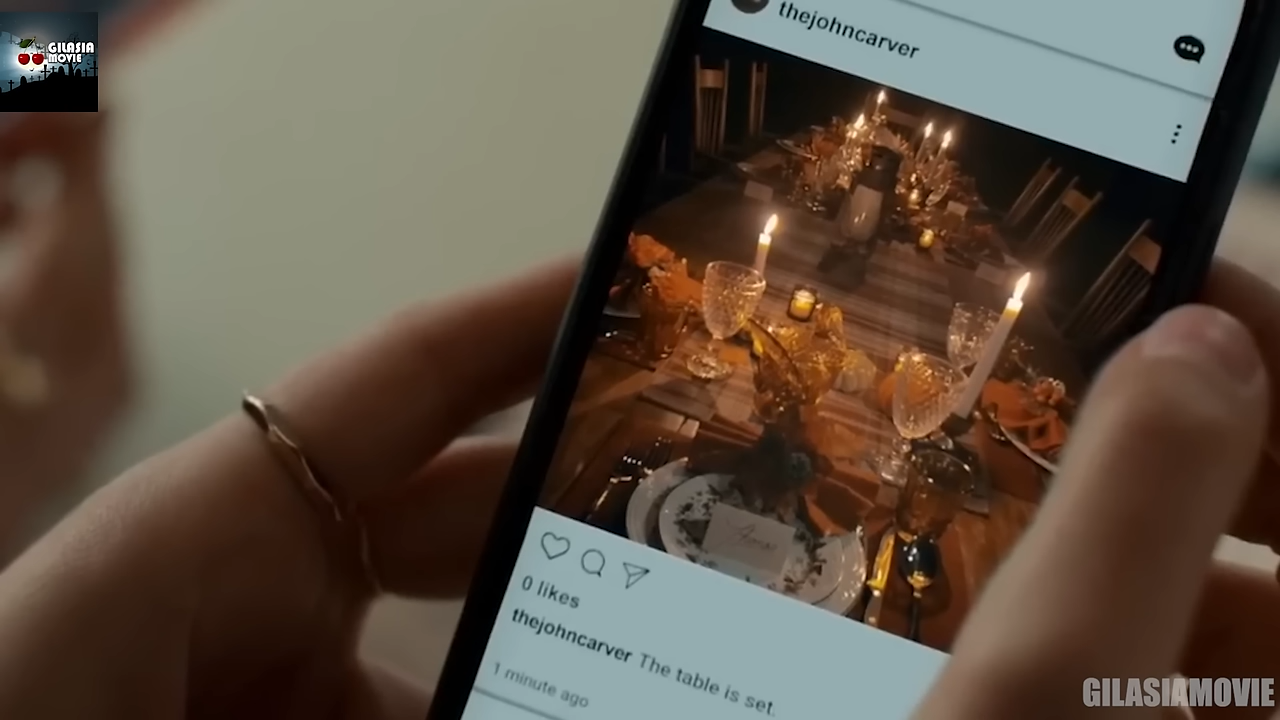 GILASIA
MOVIE
thejohncarver
0 likes
thejohncarver The table is set.
1 minute ago
GILASIAMOVIE